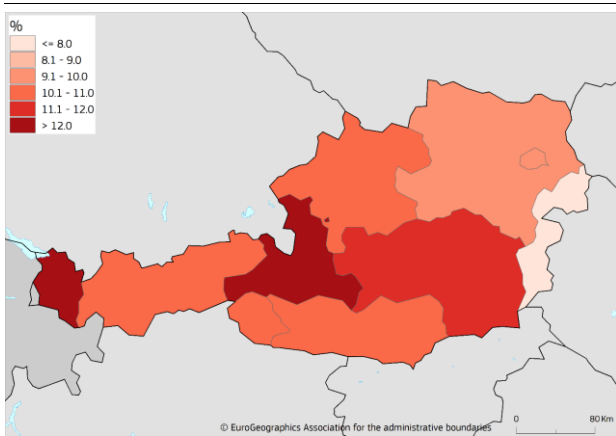 %
<= 8.0
8.1 - 9.0
9.1 - 10.0
10.1 - 11.0
11.1 - 12.0
> 12.0
© EuroGeographics Association for the administrative boundaries
0 80 Km